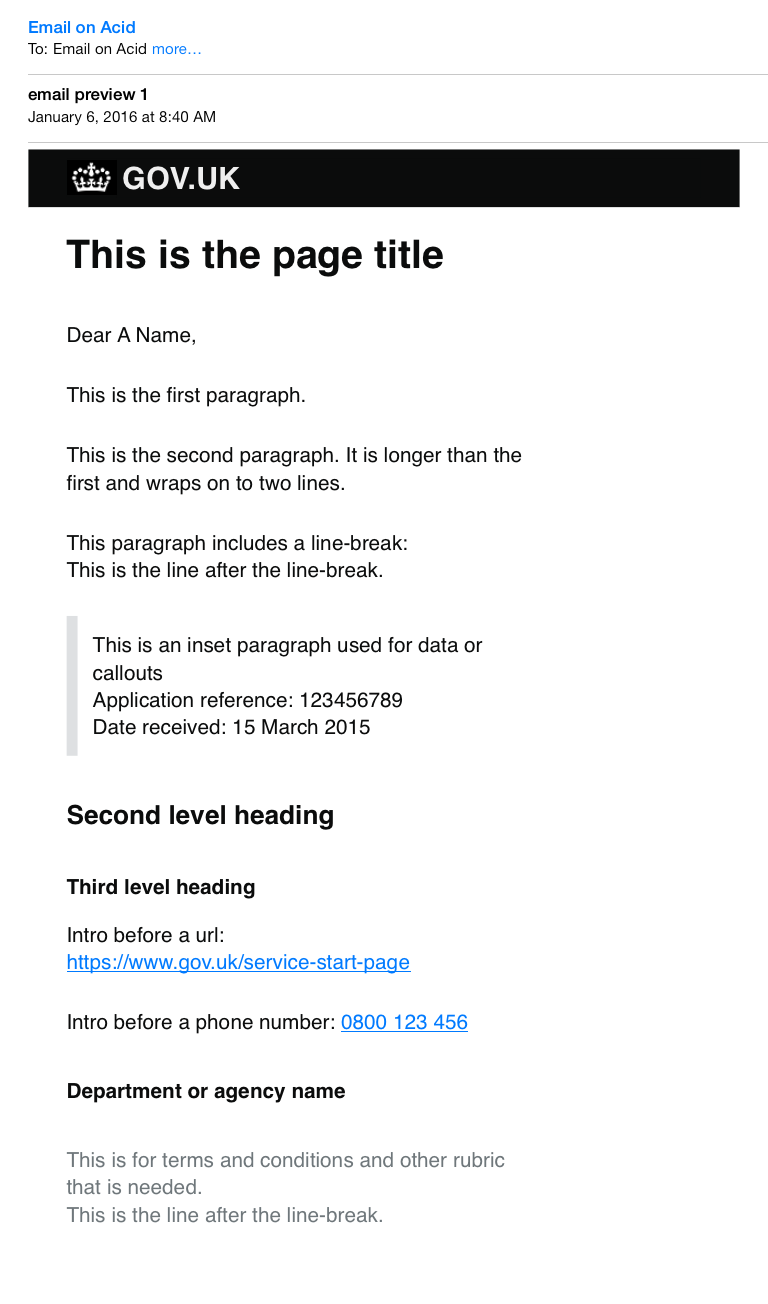 Email on Acid
To: Email on Acid more...
email preview 1
January 6, 2016 at 8:40 AM
GOV.UK
This is the page title
Dear A Name,
This is the first paragraph.
This is the second paragraph. It is longer than the
first and wraps on to two lines.
This paragraph includes a line-break:
This is the line after the line-break.
This is an inset paragraph used for data or
callouts
Application reference: 123456789
Date received: 15 March 2015
Second level heading
Third level heading
Intro before a url:
https://www.gov.uk/service-start-page
Intro before a phone number: 0800 123 456
Department or agency name
This is for terms and conditions and other rubric
that is needed.
This is the line after the line-break.